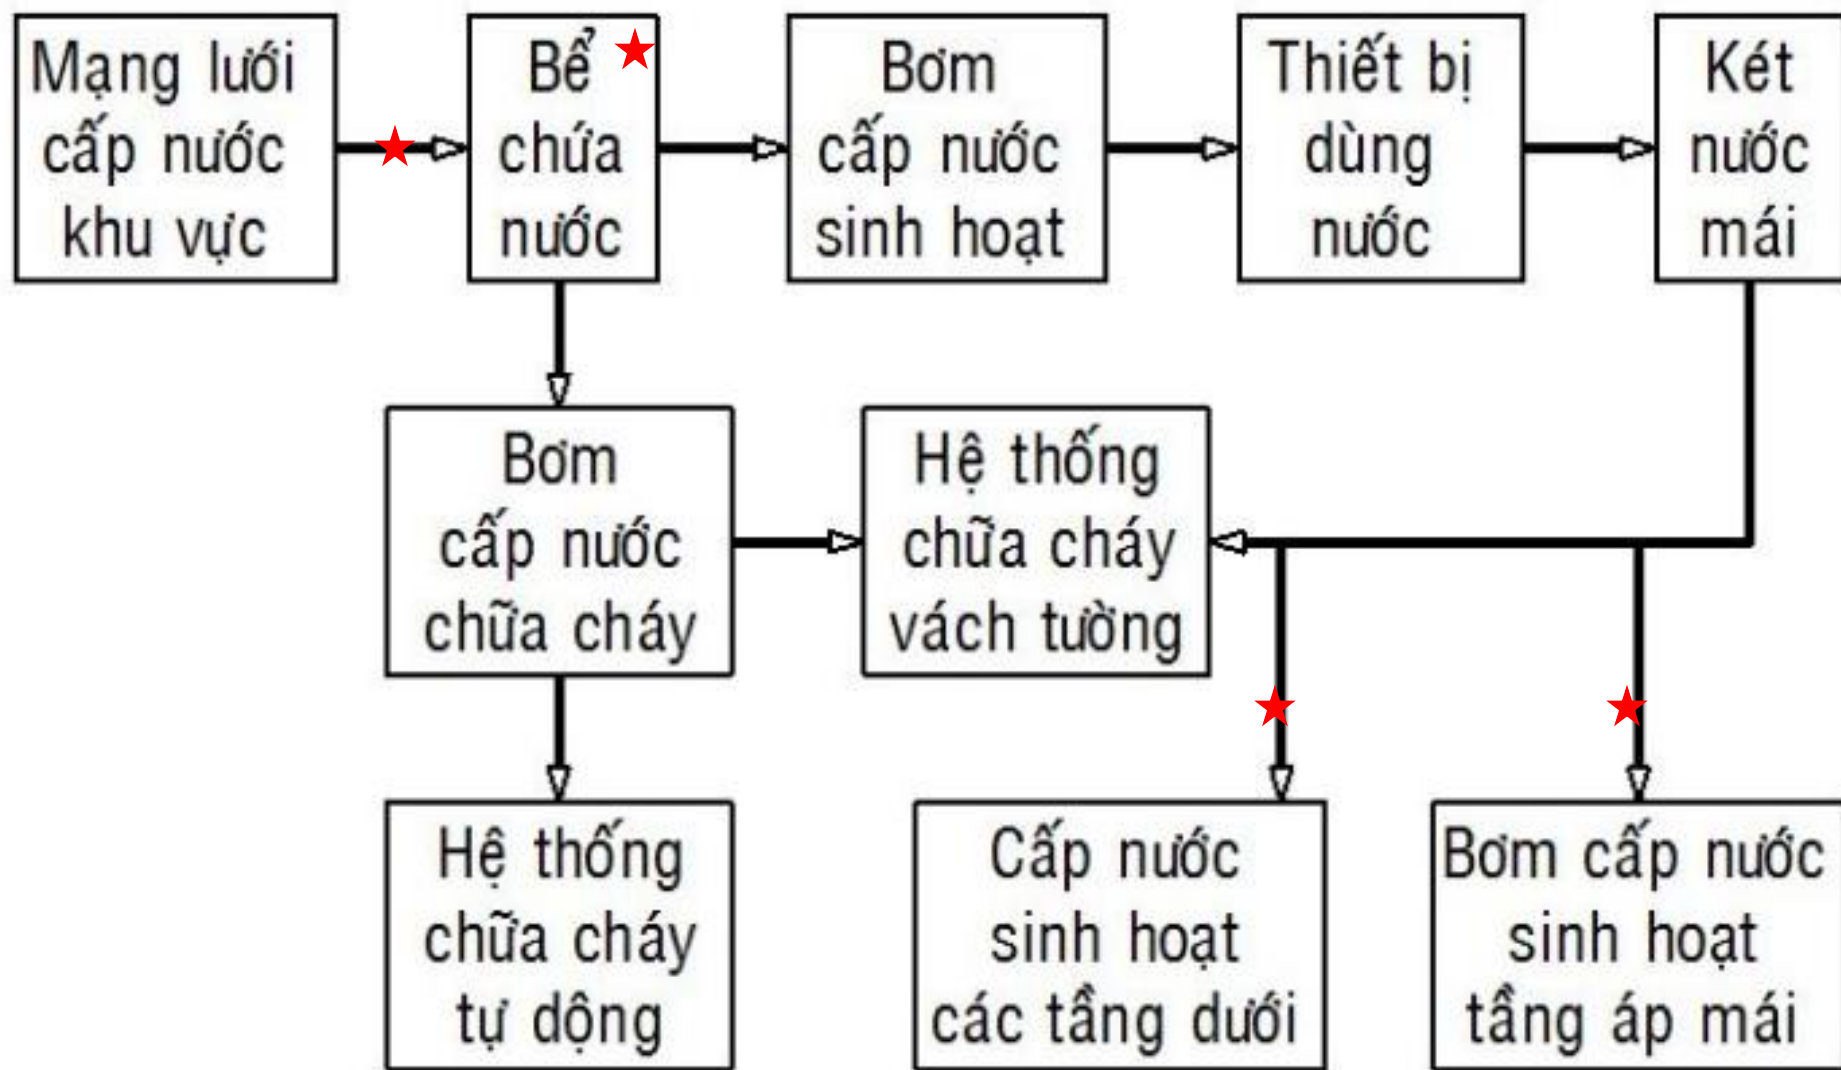 Mạng lưới
cấp nước
khu vực
Bể
chứa
nước
Bơm
cấp nước
sinh hoạt
Thiết bị
dùng
nước
Két
nước
mái
Bơm
cấp nước
chữa cháy
Hệ thống
chữa cháy
vách tường
Hệ thống
chữa cháy
tự dộng
Cấp nước
sinh hoạt
các tầng dưới
Bơm cấp nước
sinh hoạt
tầng áp mái